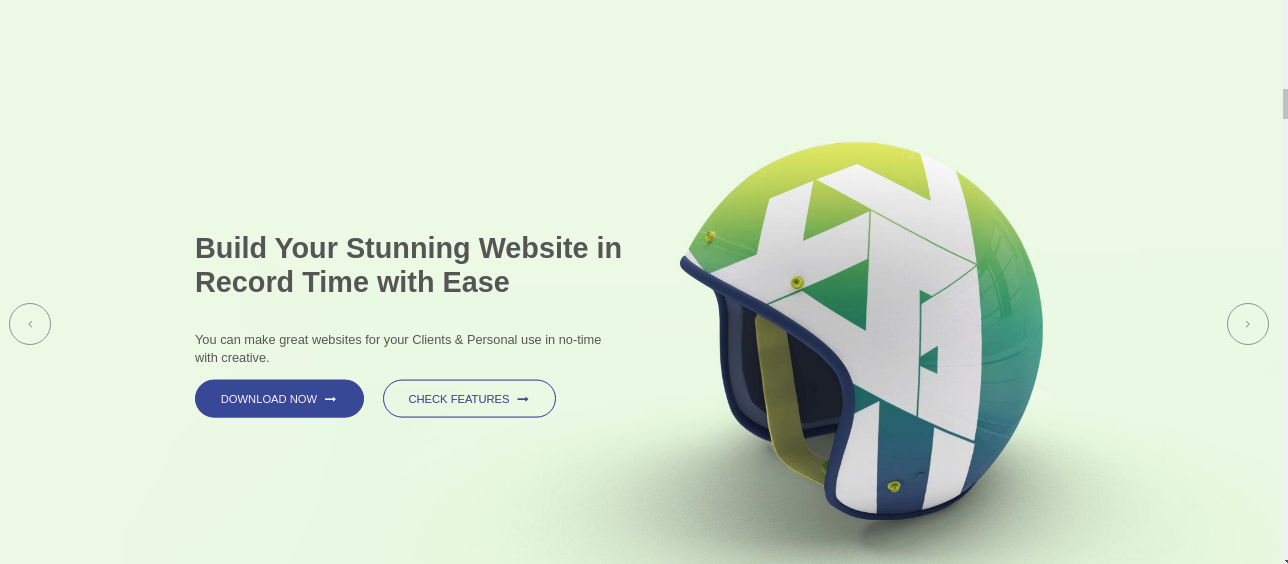 Build Your Stunning Website in
Record Time with Ease
You can make great websites for your Clients & Personal use in no-time
with creative.
DOWNLOAD NOW
CHECK FEATURES